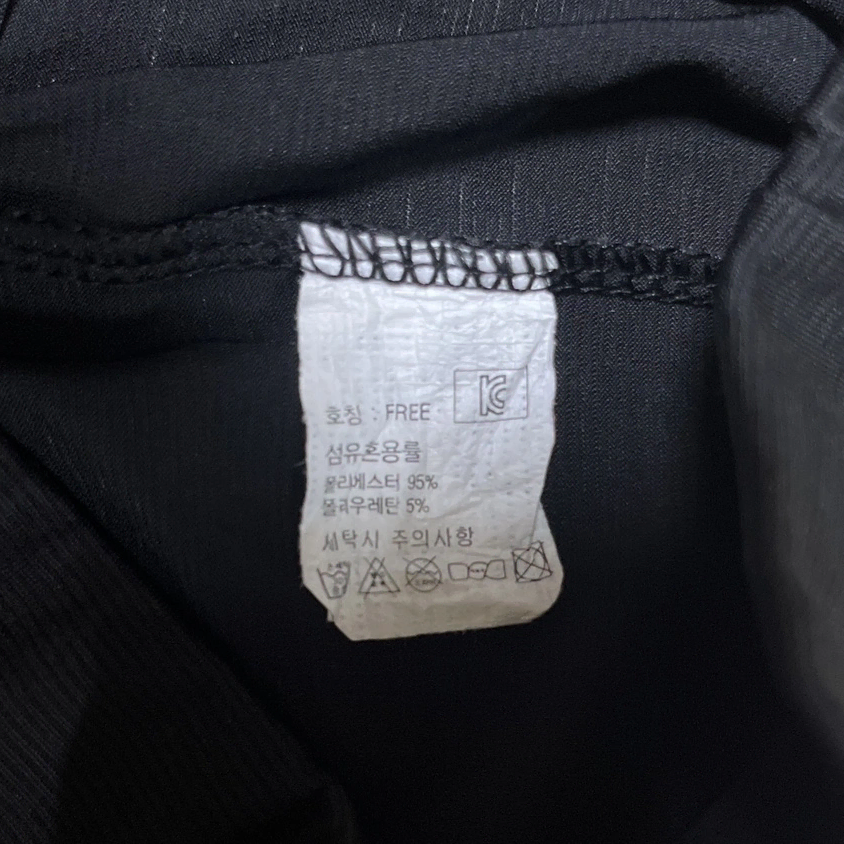 호칭 : FREE
섬유혼용률
폴리에스터 95%
폴리우레탄 5%
세탁시 주의사항